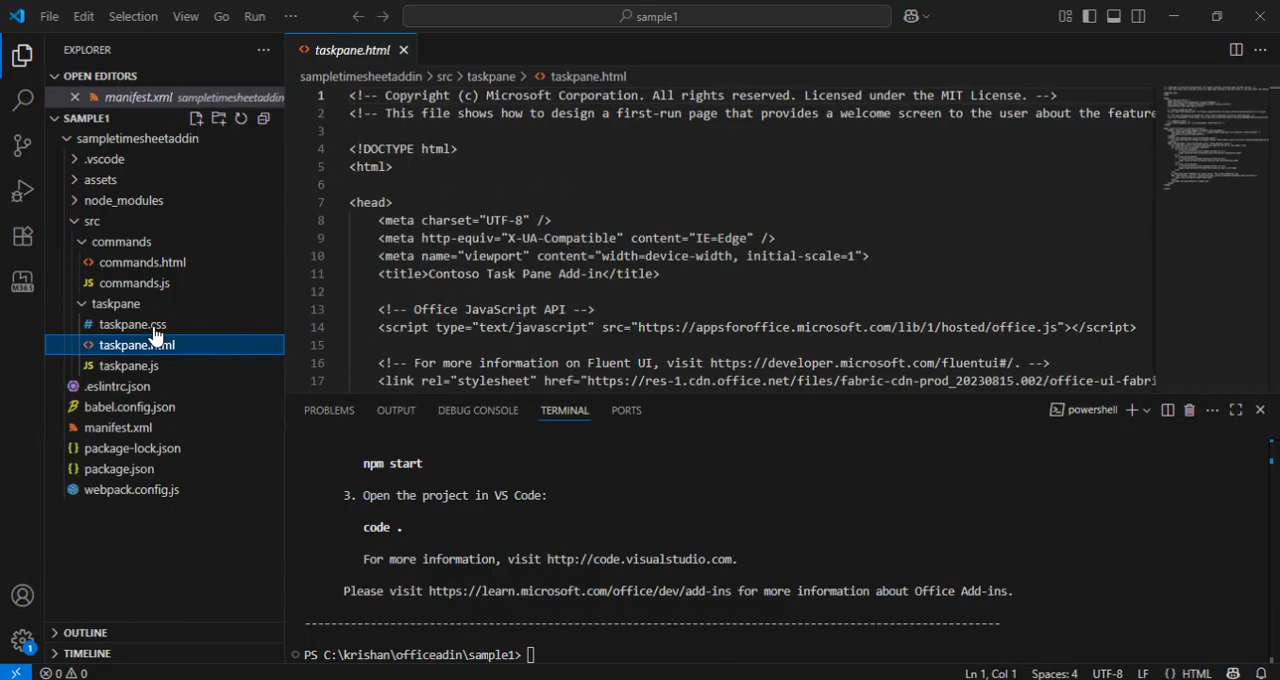 File Edit Selection View Go Run ··· sample1
EXPLORER ···
OPEN EDITORS
manifest.xml sampletimesheetaddin
SAMPLE1
sampletimesheetaddin
.vscode
assets
node_modules
src
commands
commands.html
JS commands.js
taskpane
# taskpane.css
<> taskpane.html
JS taskpane.js
.eslintrc.json
babel.config.json
manifest.xml
{} package-lock.json
{} package.json
webpack.config.js
OUTLINE
TIMELINE
<> taskpane.html
sampletimesheetaddin > src > taskpane > <> taskpane.html
1 <!-- Copyright (c) Microsoft Corporation. All rights reserved. Licensed under the MIT License. -->
2 <!-- This file shows how to design a first-run page that provides a welcome screen to the user about the feature
3
4 <!DOCTYPE html>
5 <html>
6
7 <head>
8 <meta charset="UTF-8" />
9 <meta http-equiv="X-UA-Compatible" content="IE=Edge" />
10 <meta name="viewport" content="width=device-width, initial-scale=1">
11 <title>Contoso Task Pane Add-in</title>
12
13 <!-- Office JavaScript API -->
14 <script type="text/javascript" src="https://appsforoffice.microsoft.com/lib/1/hosted/office.js"></script>
15
16 <!-- For more information on Fluent UI, visit https://developer.microsoft.com/fluentui#/. -->
17 <link rel="stylesheet" href="https://res-1.cdn.office.net/files/fabric-cdn-prod_20230815.002/office-ui-fabri
PROBLEMS OUTPUT DEBUG CONSOLE TERMINAL PORTS powershell
npm start
3. Open the project in VS Code:
code .
For more information, visit http://code.visualstudio.com.
Please visit https://learn.microsoft.com/office/dev/add-ins for more information about Office Add-ins.
----------------------------------------------------------------------------------------------------
PS C:\krishan\officeadin\sample1>
M365
1
0 0 Ln 1, Col 1 Spaces: 4 UTF-8 LF {} HTML